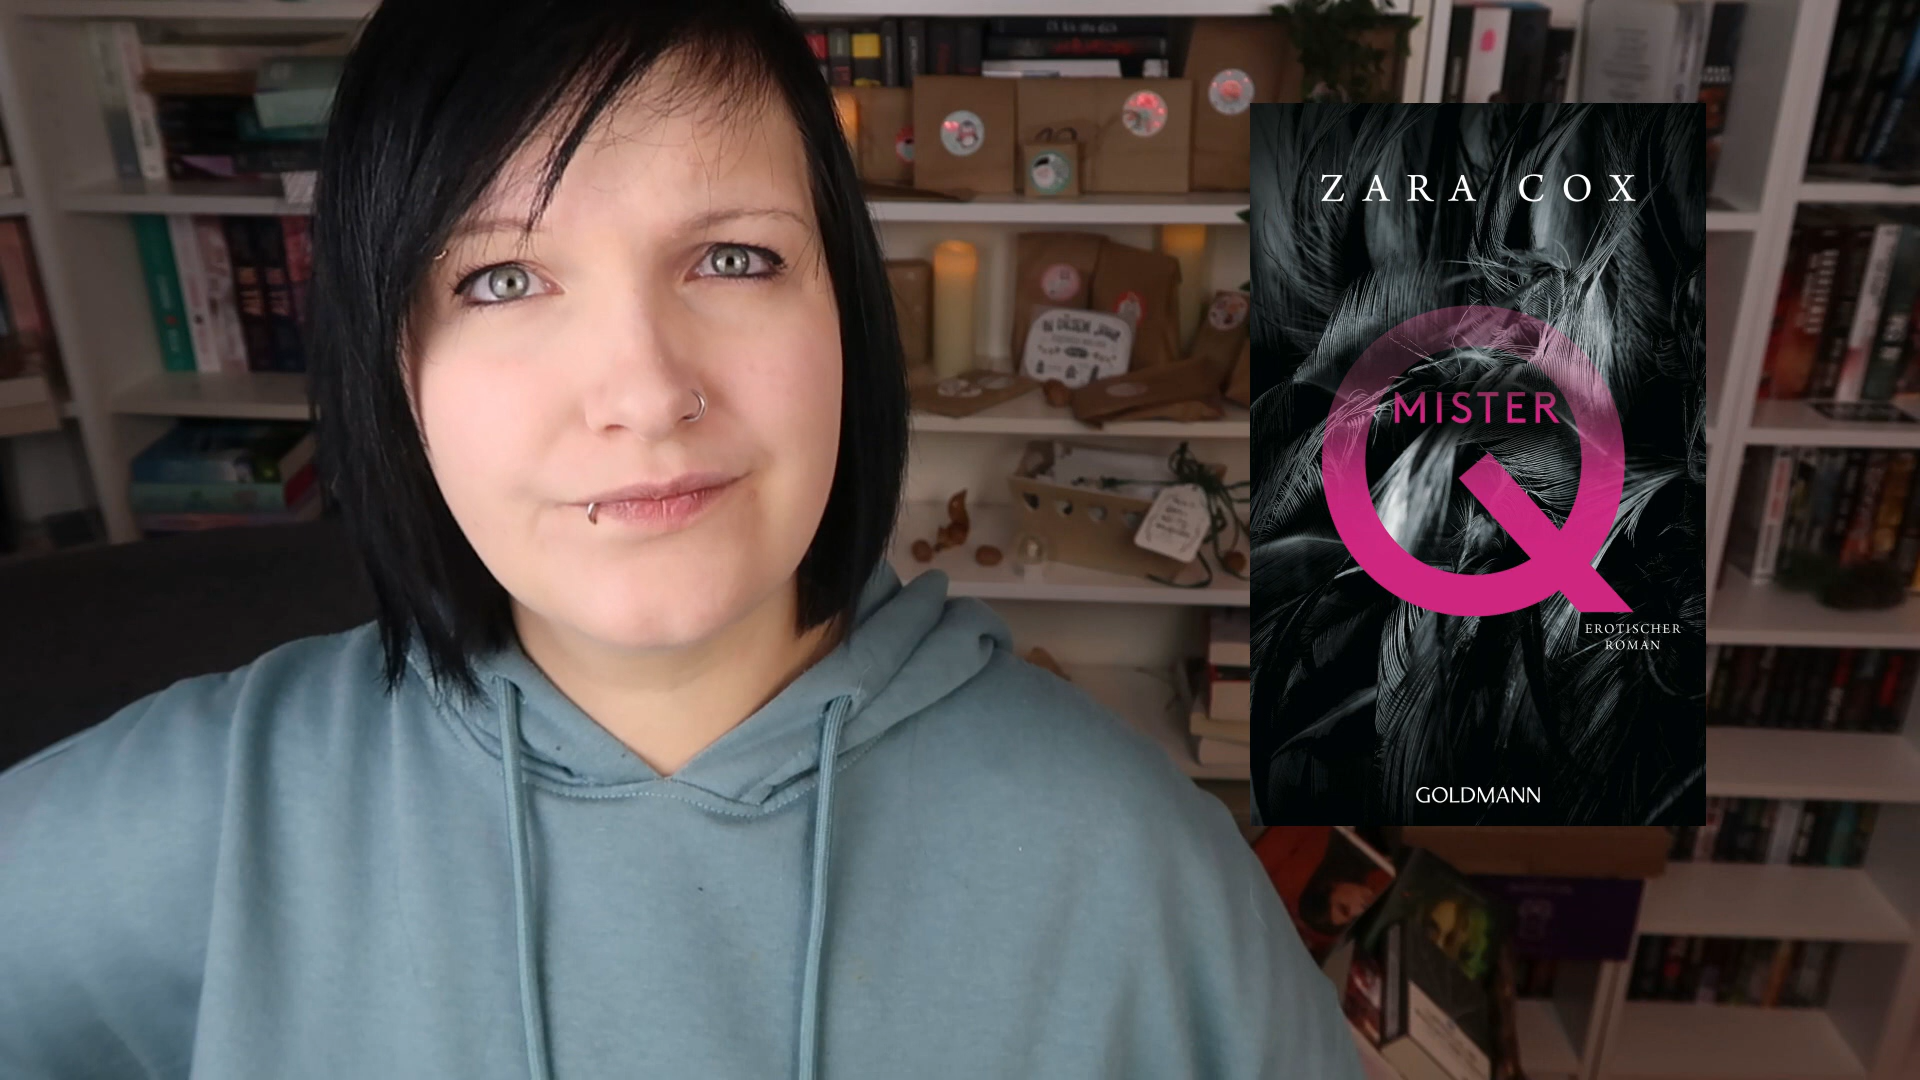 ZARA COX
MISTER
Q
EROTISCHER
ROMAN
GOLDMANN